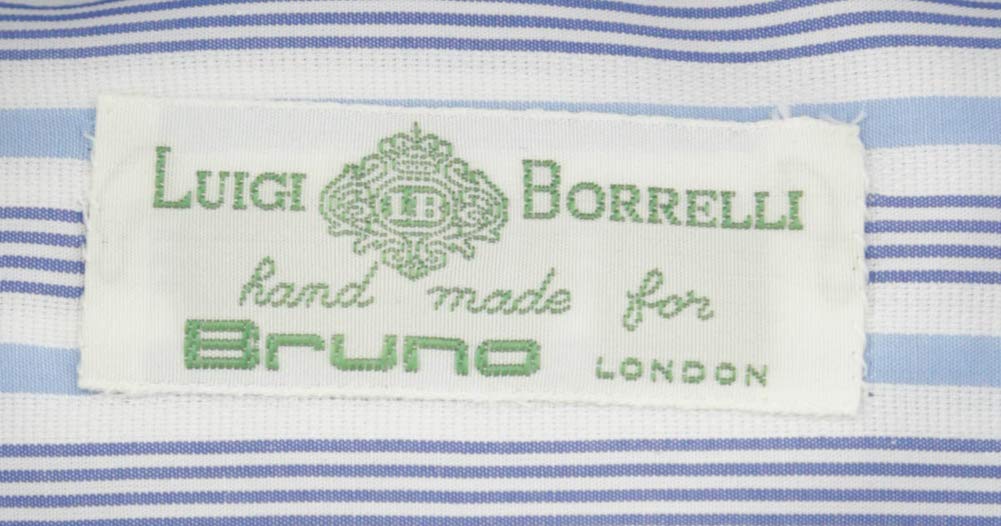 LUIGI LB BORRELLI
hand made for
Bruno LONDON